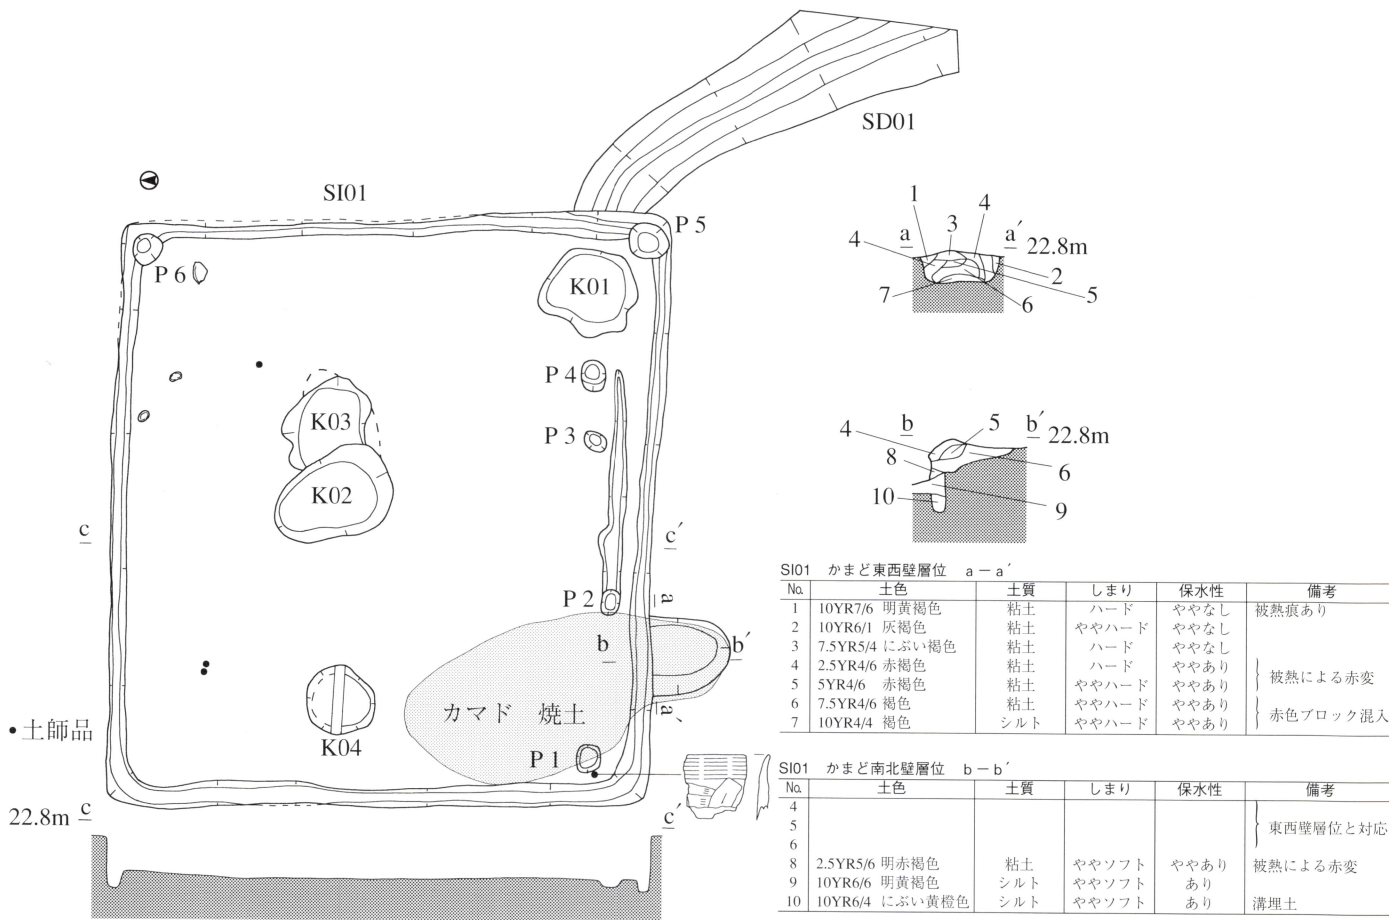 SD01
SI01
P 5
P 6
K01
P 4
P 3
K03
K02
c
c′
P 2
a
b
b′
a′
カマド 焼土
P 1
K04
• 土師品
22.8m c
c′
1
3
4
a
a′ 22.8m
4
2
5
7
6
b
5
b′ 22.8m
4
8
6
10
9
SI01 かまど東西壁層位 a－a′
No. 土色 土質 しまり 保水性 備考
1 10YR7/6 明黄褐色 粘土 ハード ややなし 被熱痕あり
2 10YR6/1 灰褐色 粘土 ややハード ややなし
3 7.5YR5/4 にぶい褐色 粘土 ハード ややなし
4 2.5YR4/6 赤褐色 粘土 ハード ややあり
被熱による赤変
5 5YR4/6 赤褐色 粘土 ややハード ややあり
6 7.5YR4/6 褐色 粘土 ややハード ややあり
赤色ブロック混入
7 10YR4/4 褐色 シルト ややハード ややあり
SI01 かまど南北壁層位 b－b′
No. 土色 土質 しまり 保水性 備考
4
5 東西壁層位と対応
6
8 2.5YR5/6 明赤褐色 粘土 ややソフト ややあり 被熱による赤変
9 10YR6/6 明黄褐色 シルト ややソフト あり
10 10YR6/4 にぶい黄橙色 シルト ややソフト あり 溝埋土